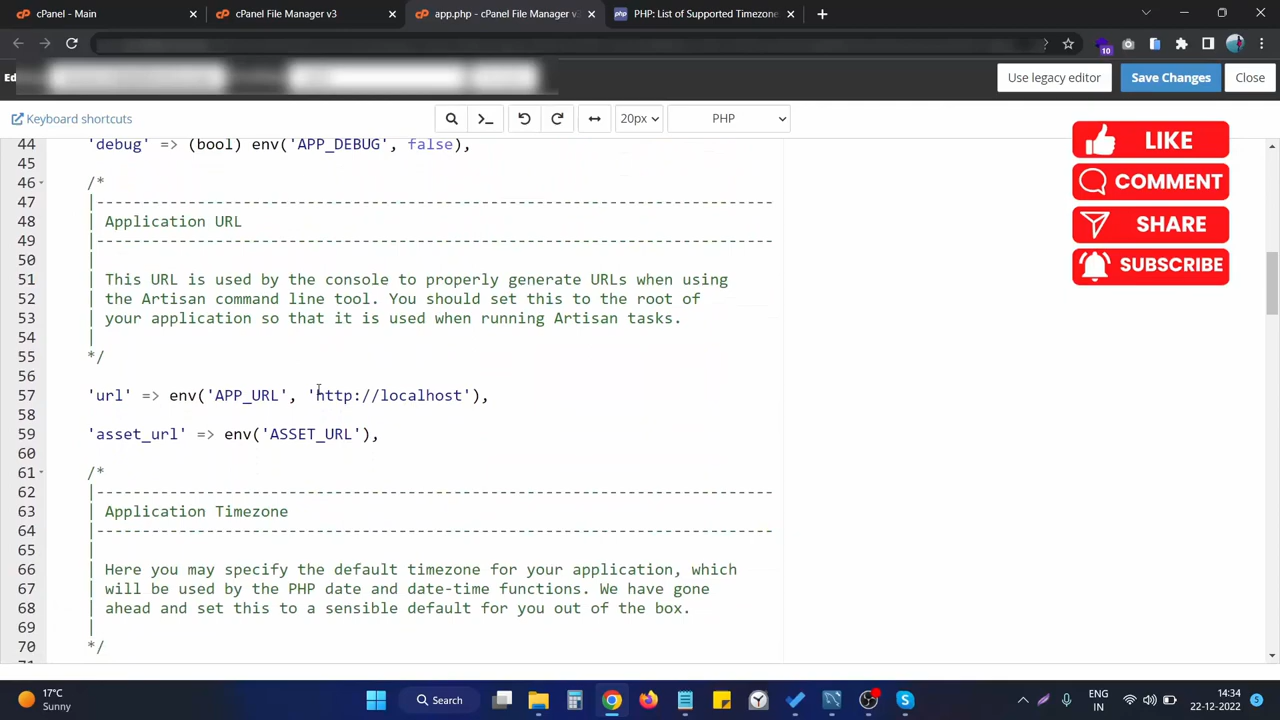 cPanel - Main
cPanel File Manager v3
app.php - cPanel File Manager v
PHP: List of Supported Timezone
10
Use legacy editor
Save Changes
Close
Keyboard shortcuts
20px
PHP
44 'debug' => (bool) env('APP_DEBUG', false),
45
46 /*
47 |--------------------------------------------------------------------------
48 | Application URL
49 |--------------------------------------------------------------------------
50 |
51 | This URL is used by the console to properly generate URLs when using
52 | the Artisan command line tool. You should set this to the root of
53 | your application so that it is used when running Artisan tasks.
54 |
55 */
56
57 'url' => env('APP_URL', 'http://localhost'),
58
59 'asset_url' => env('ASSET_URL'),
60
61 /*
62 |--------------------------------------------------------------------------
63 | Application Timezone
64 |--------------------------------------------------------------------------
65 |
66 | Here you may specify the default timezone for your application, which
67 | will be used by the PHP date and date-time functions. We have gone
68 | ahead and set this to a sensible default for you out of the box.
69 |
70 */
LIKE
COMMENT
SHARE
SUBSCRIBE
17°C
Sunny
Search
ENG
IN
14:34
22-12-2022
5